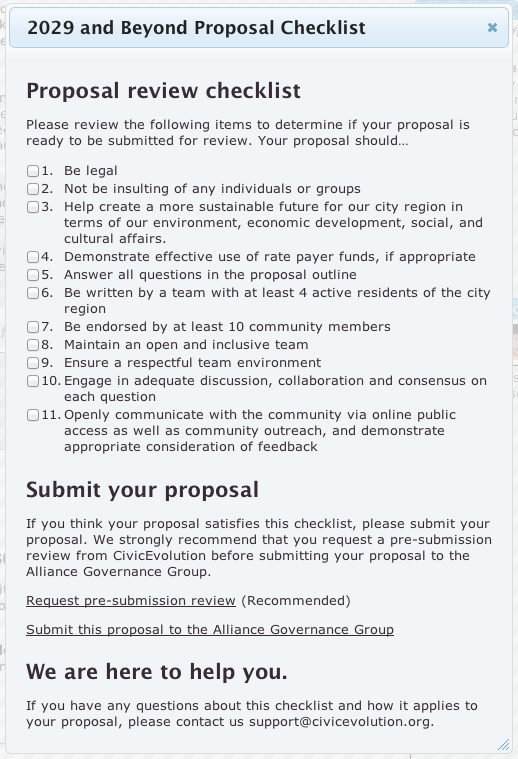 2029 and Beyond Proposal Checklist
Proposal review checklist
Please review the following items to determine if your proposal is
ready to be submitted for review. Your proposal should...
1. Be legal
2. Not be insulting of any individuals or groups
3. Help create a more sustainable future for our city region in
terms of our environment, economic development, social, and
cultural affairs.
4. Demonstrate effective use of rate payer funds, if appropriate
5. Answer all questions in the proposal outline
6. Be written by a team with at least 4 active residents of the city
region
7. Be endorsed by at least 10 community members
8. Maintain an open and inclusive team
9. Ensure a respectful team environment
10. Engage in adequate discussion, collaboration and consensus on
each question
11. Openly communicate with the community via online public
access as well as community outreach, and demonstrate
appropriate consideration of feedback
Submit your proposal
If you think your proposal satisfies this checklist, please submit your
proposal. We strongly recommend that you request a pre-submission
review from CivicEvolution before submitting your proposal to the
Alliance Governance Group.
Request pre-submission review (Recommended)
Submit this proposal to the Alliance Governance Group
We are here to help you.
If you have any questions about this checklist and how it applies to
your proposal, please contact us support@civicevolution.org.